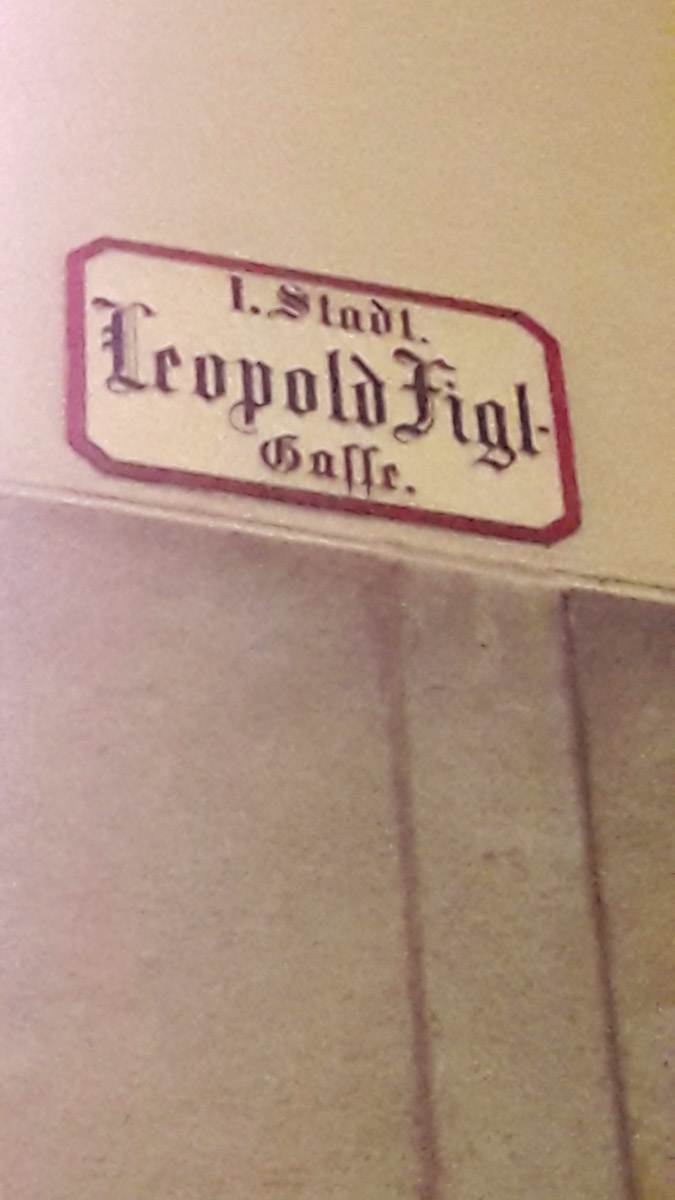 I. Stadt.
Leopold Figl-
Gasse.